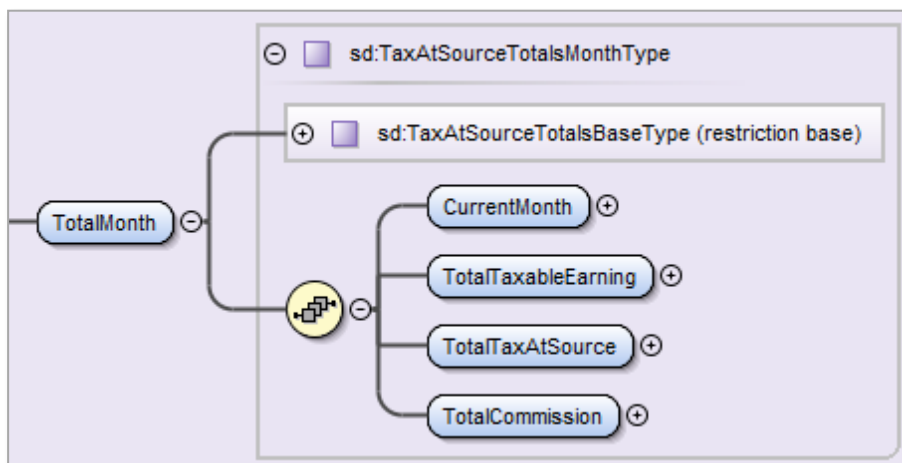 sd:TaxAtSourceTotalsMonthType
sd:TaxAtSourceTotalsBaseType (restriction base)
TotalMonth
CurrentMonth
TotalTaxableEarning
TotalTaxAtSource
TotalCommission